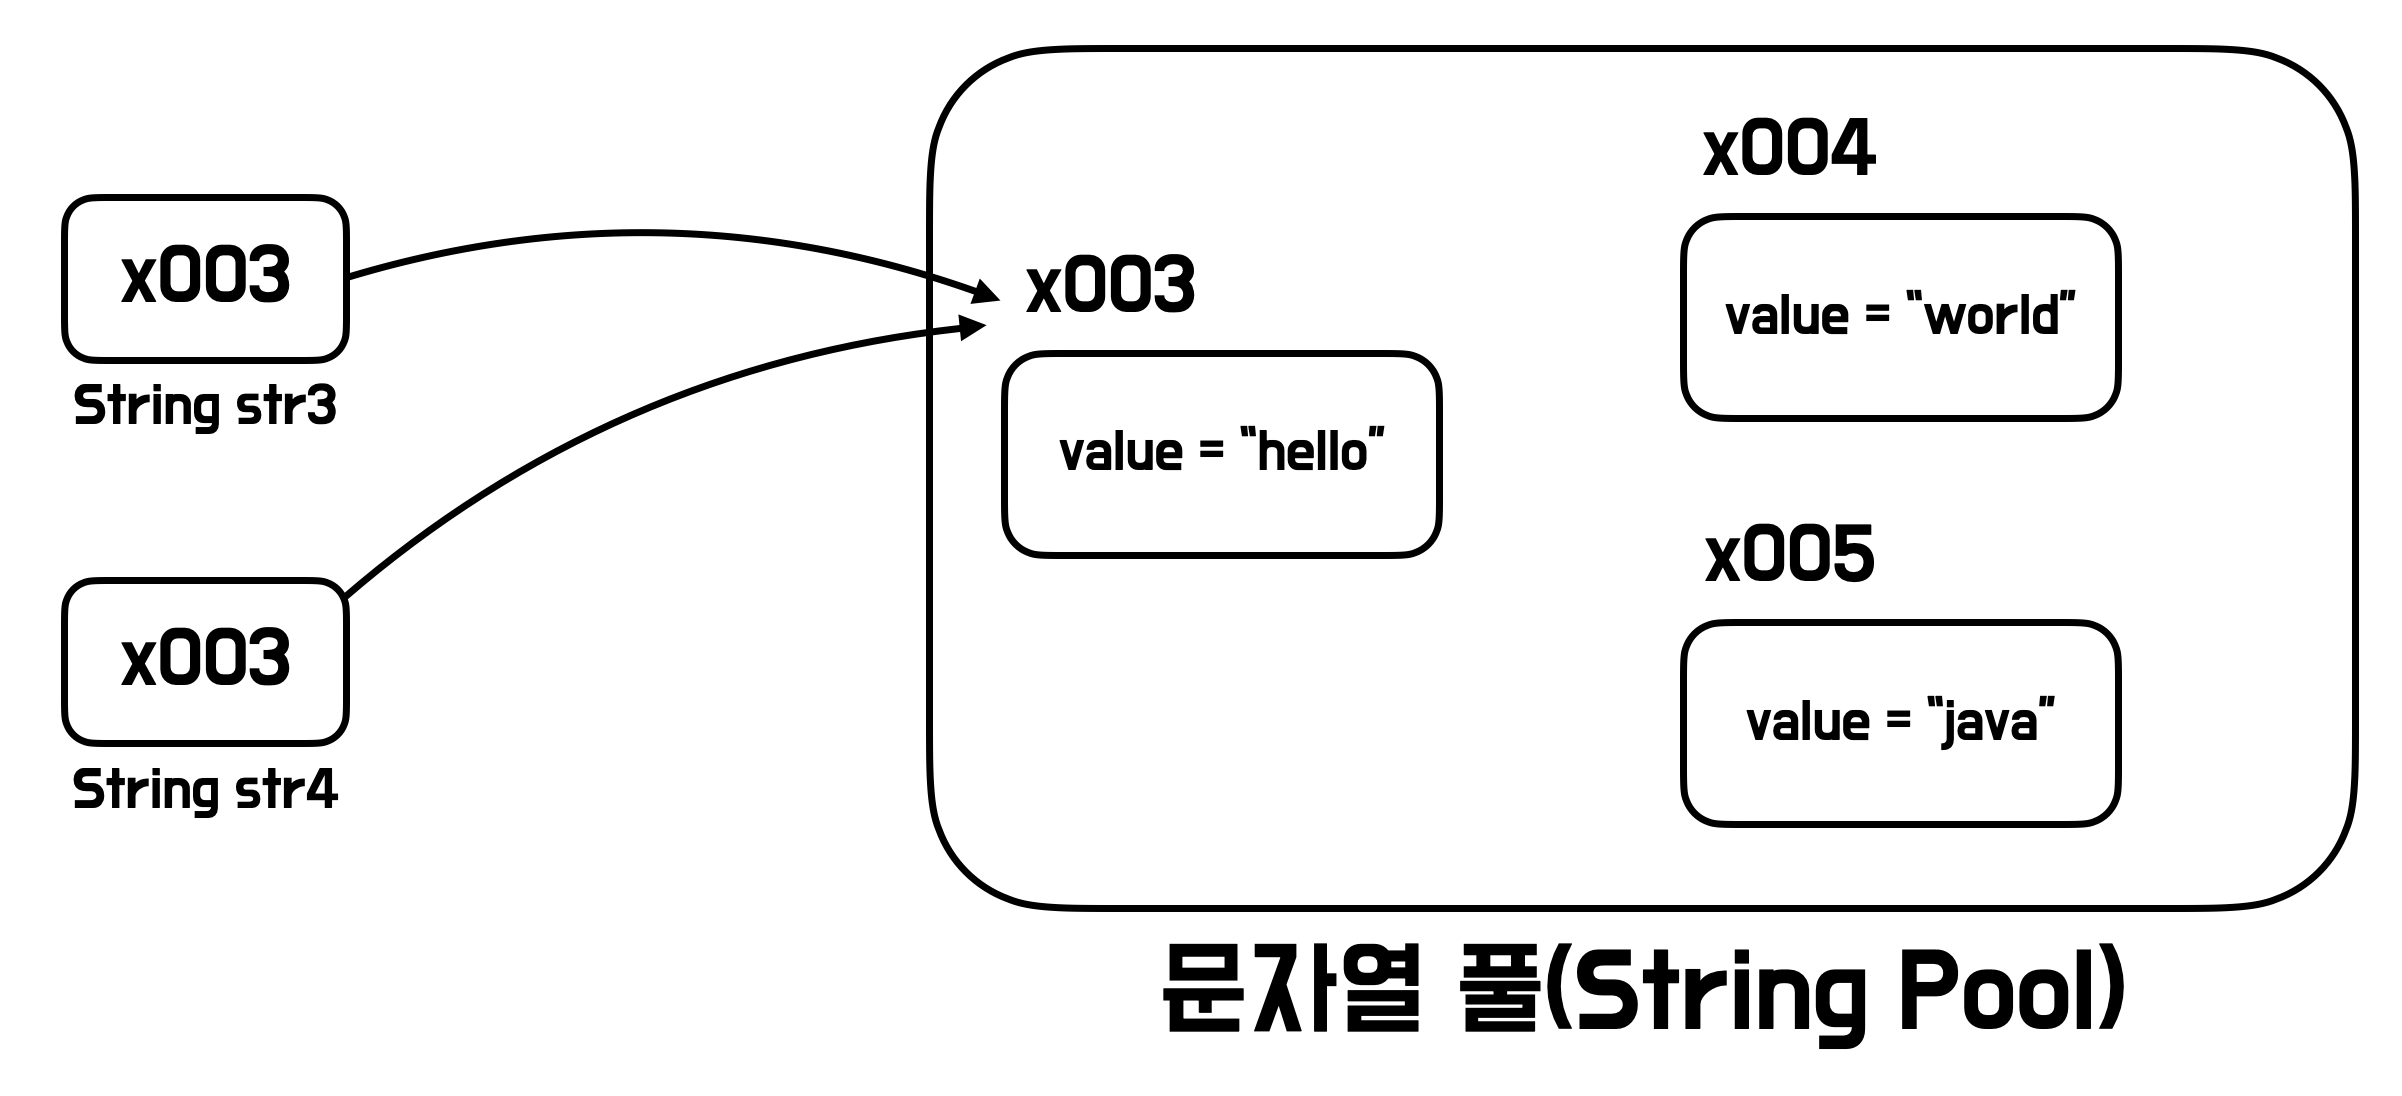 x003
String str3
x003
String str4
x003
value = “hello”
x004
value = “world”
x005
value = “java”
문자열 풀(String Pool)